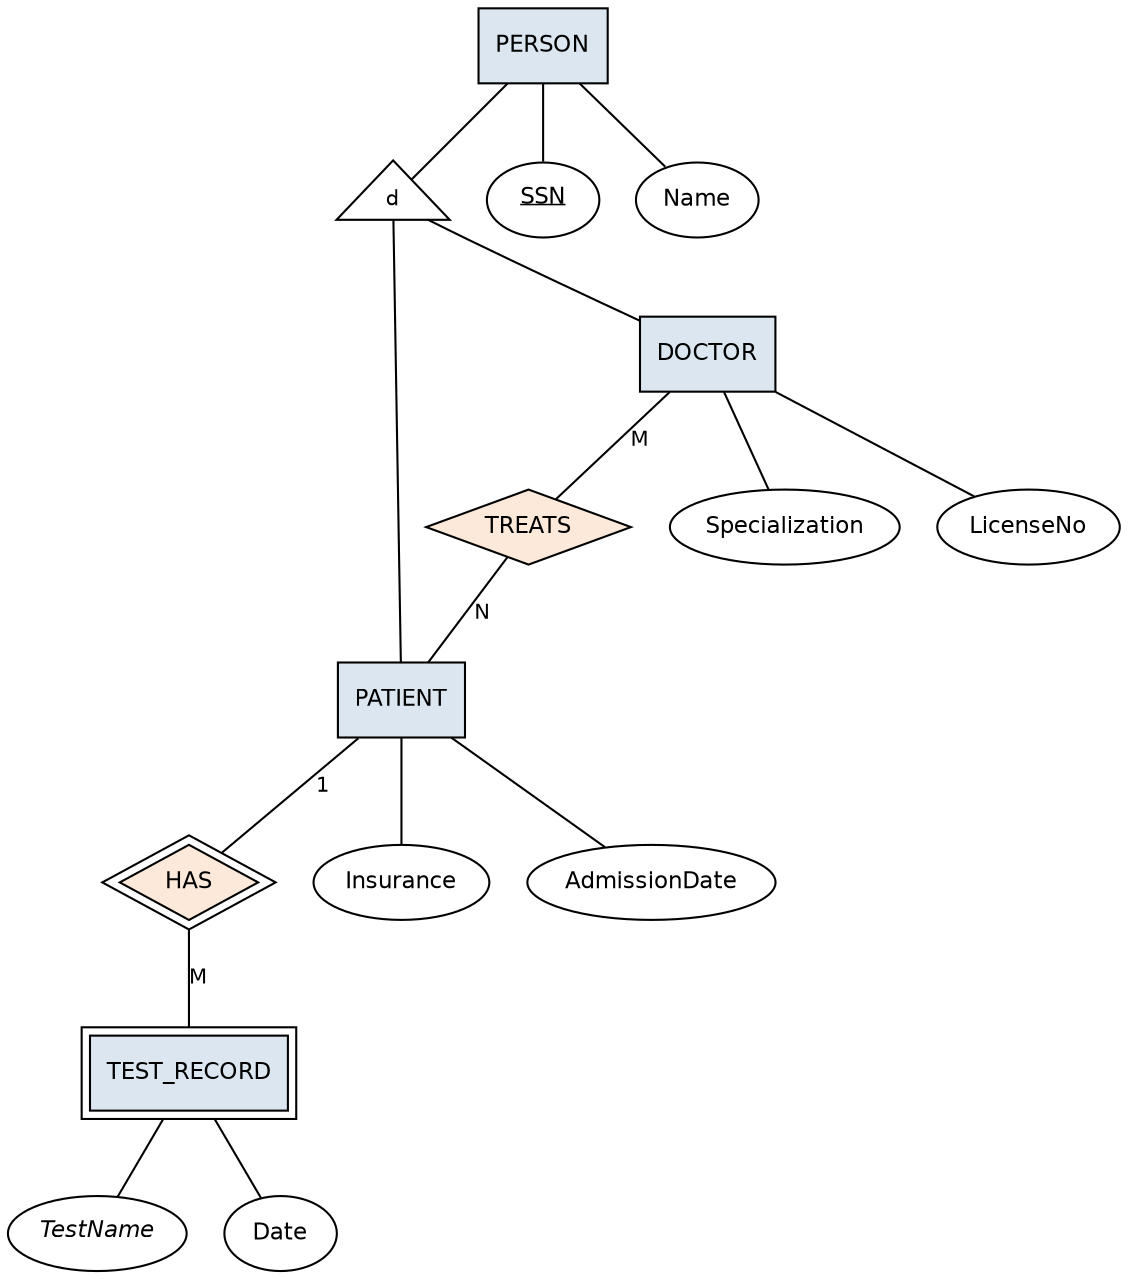 PERSON
d
SSN
Name
DOCTOR
M
TREATS
Specialization
LicenseNo
N
PATIENT
1
HAS
Insurance
AdmissionDate
M
TEST_RECORD
TestName
Date